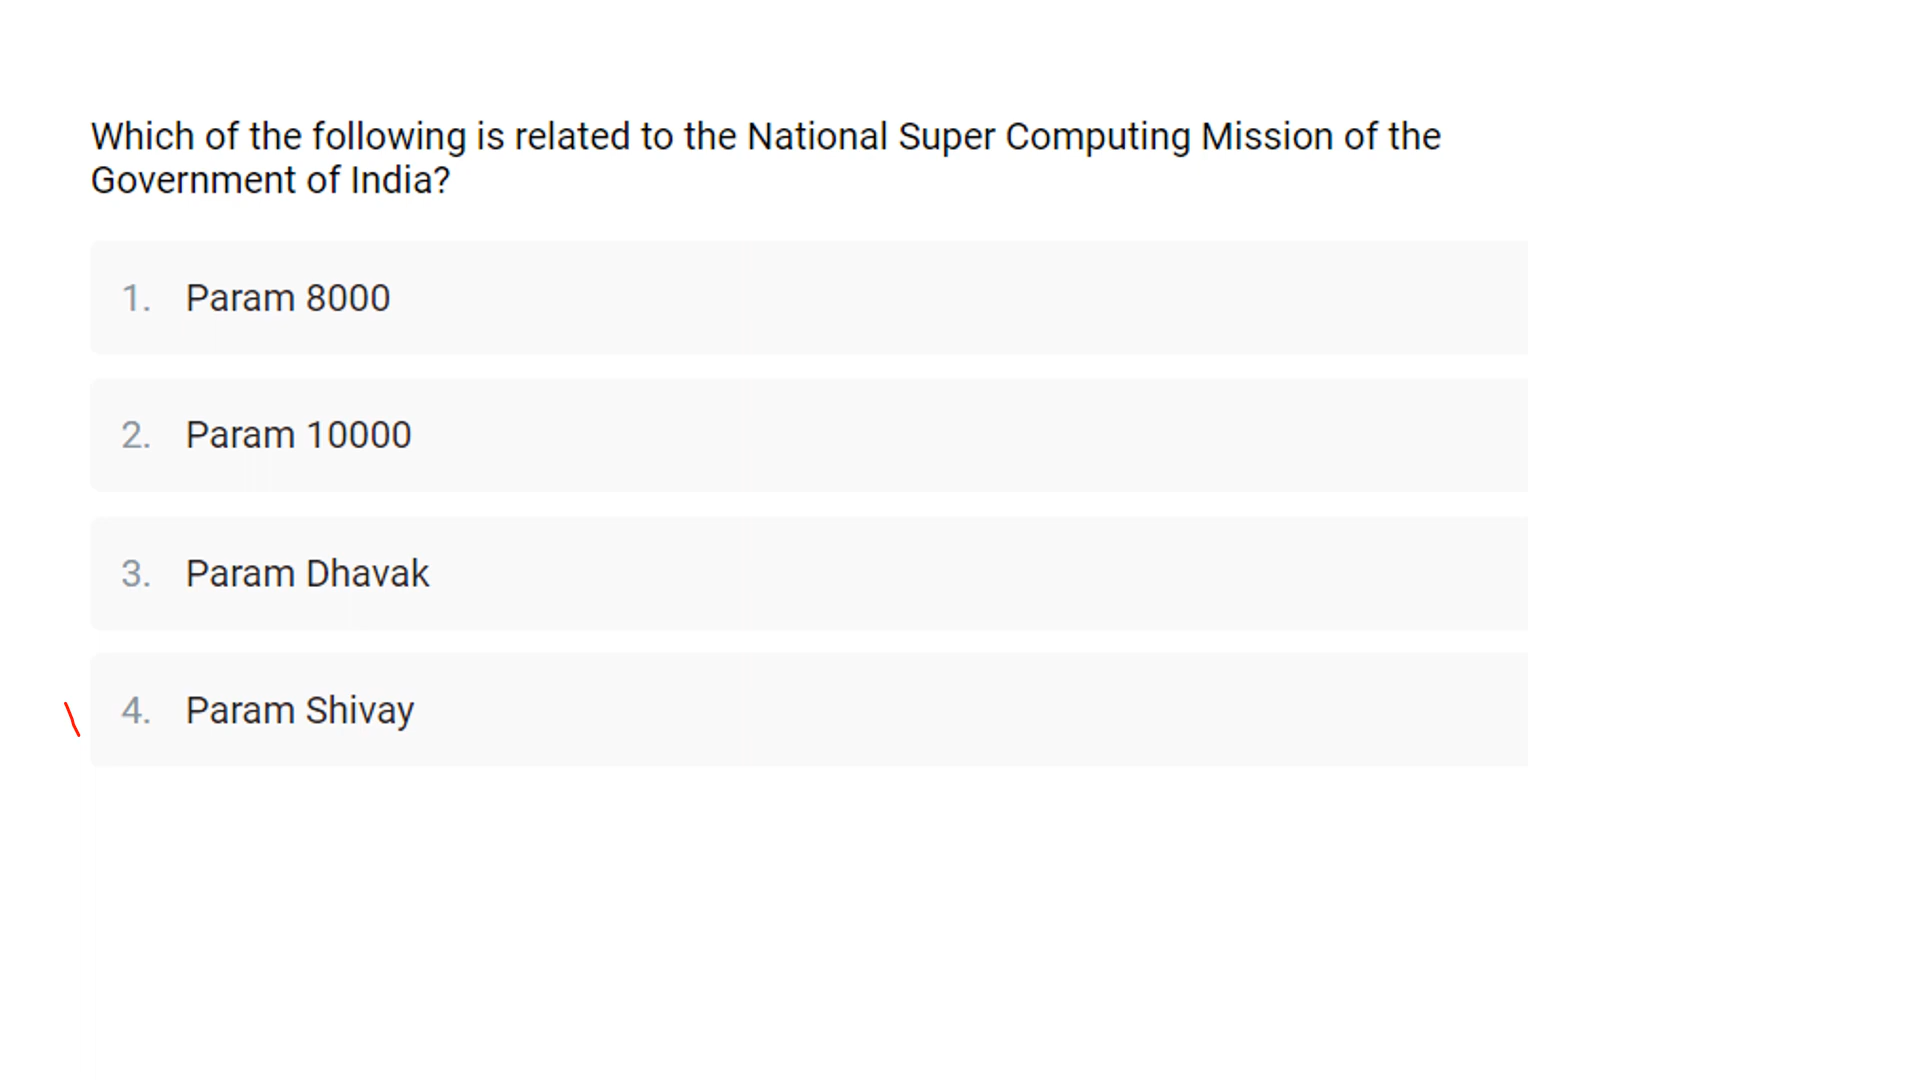 Which of the following is related to the National Super Computing Mission of the
Government of India?
1. Param 8000
2. Param 10000
3. Param Dhavak
4. Param Shivay